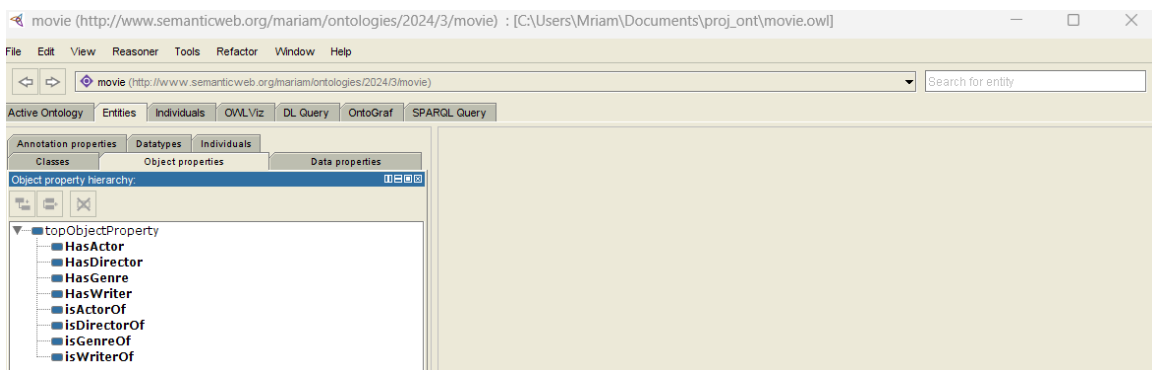 movie (http://www.semanticweb.org/mariam/ontologies/2024/3/movie) : [C:\Users\Mriam\Documents\proj_ont\movie.owl]
File Edit View Reasoner Tools Refactor Window Help
movie (http://www.semanticweb.org/mariam/ontologies/2024/3/movie) Search for entity
Active Ontology Entities Individuals OWLViz DL Query OntoGraf SPARQL Query
Annotation properties Datatypes Individuals
Classes Object properties Data properties
Object property hierarchy:
topObjectProperty
HasActor
HasDirector
HasGenre
HasWriter
isActorOf
isDirectorOf
isGenreOf
isWriterOf